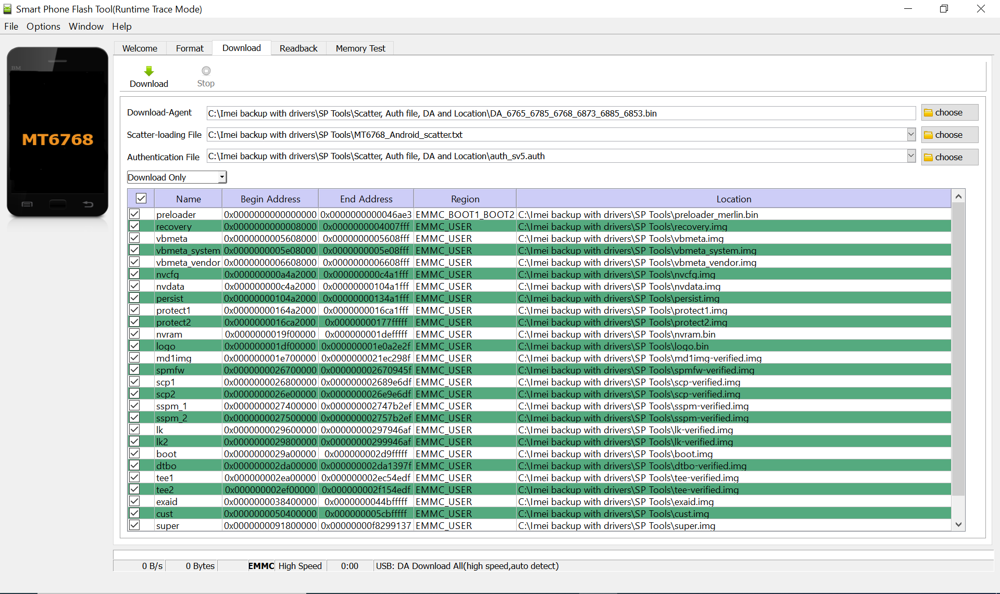 Smart Phone Flash Tool(Runtime Trace Mode)
File Options Window Help
Welcome Format Download Readback Memory Test
BM
MT6768
Download Stop
Download-Agent C:\Imei backup with drivers\SP Tools\Scatter, Auth file, DA and Location\DA_6765_6785_6768_6873_6885_6853.bin choose
Scatter-loading File C:\Imei backup with drivers\SP Tools\MT6768_Android_scatter.txt choose
Authentication File C:\Imei backup with drivers\SP Tools\Scatter, Auth file, DA and Location\auth_sv5.auth choose
Download Only
Name Begin Address End Address Region Location
preloader 0x0000000000000000 0x0000000000046ae3 EMMC_BOOT1_BOOT2 C:\Imei backup with drivers\SP Tools\preloader_merlin.bin
recovery 0x0000000000008000 0x0000000004007fff EMMC_USER C:\Imei backup with drivers\SP Tools\recovery.img
vbmeta 0x0000000005608000 0x0000000005608fff EMMC_USER C:\Imei backup with drivers\SP Tools\vbmeta.img
vbmeta_system 0x0000000005e08000 0x0000000005e08fff EMMC_USER C:\Imei backup with drivers\SP Tools\vbmeta_system.img
vbmeta_vendor 0x0000000006608000 0x0000000006608fff EMMC_USER C:\Imei backup with drivers\SP Tools\vbmeta_vendor.img
nvcfg 0x000000000a4a2000 0x000000000c4a1fff EMMC_USER C:\Imei backup with drivers\SP Tools\nvcfg.img
nvdata 0x000000000c4a2000 0x00000000104a1fff EMMC_USER C:\Imei backup with drivers\SP Tools\nvdata.img
persist 0x00000000104a2000 0x00000000134a1fff EMMC_USER C:\Imei backup with drivers\SP Tools\persist.img
protect1 0x00000000164a2000 0x0000000016ca1fff EMMC_USER C:\Imei backup with drivers\SP Tools\protect1.img
protect2 0x0000000016ca2000 0x00000000177fffff EMMC_USER C:\Imei backup with drivers\SP Tools\protect2.img
nvram 0x0000000019f00000 0x000000001defffff EMMC_USER C:\Imei backup with drivers\SP Tools\nvram.bin
logo 0x000000001df00000 0x000000001e0a2e2f EMMC_USER C:\Imei backup with drivers\SP Tools\logo.bin
md1img 0x000000001e700000 0x0000000021ec298f EMMC_USER C:\Imei backup with drivers\SP Tools\md1img-verified.img
spmfw 0x0000000026700000 0x000000002670945f EMMC_USER C:\Imei backup with drivers\SP Tools\spmfw-verified.img
scp1 0x0000000026800000 0x000000002689e6df EMMC_USER C:\Imei backup with drivers\SP Tools\scp-verified.img
scp2 0x0000000026e00000 0x0000000026e9e6df EMMC_USER C:\Imei backup with drivers\SP Tools\scp-verified.img
sspm_1 0x0000000027400000 0x000000002747b2ef EMMC_USER C:\Imei backup with drivers\SP Tools\sspm-verified.img
sspm_2 0x0000000027500000 0x000000002757b2ef EMMC_USER C:\Imei backup with drivers\SP Tools\sspm-verified.img
lk 0x0000000029600000 0x00000000297946af EMMC_USER C:\Imei backup with drivers\SP Tools\lk-verified.img
lk2 0x0000000029800000 0x00000000299946af EMMC_USER C:\Imei backup with drivers\SP Tools\lk-verified.img
boot 0x0000000029a00000 0x000000002d9fffff EMMC_USER C:\Imei backup with drivers\SP Tools\boot.img
dtbo 0x000000002da00000 0x000000002da1397f EMMC_USER C:\Imei backup with drivers\SP Tools\dtbo-verified.img
tee1 0x000000002ea00000 0x000000002ec54edf EMMC_USER C:\Imei backup with drivers\SP Tools\tee-verified.img
tee2 0x000000002ef00000 0x000000002f154edf EMMC_USER C:\Imei backup with drivers\SP Tools\tee-verified.img
exaid 0x0000000038400000 0x0000000044bfffff EMMC_USER C:\Imei backup with drivers\SP Tools\exaid.img
cust 0x0000000050400000 0x000000005cbfffff EMMC_USER C:\Imei backup with drivers\SP Tools\cust.img
super 0x0000000091800000 0x00000000f8299137 EMMC_USER C:\Imei backup with drivers\SP Tools\super.img
0 B/s 0 Bytes EMMC High Speed 0:00 USB: DA Download All(high speed,auto detect)